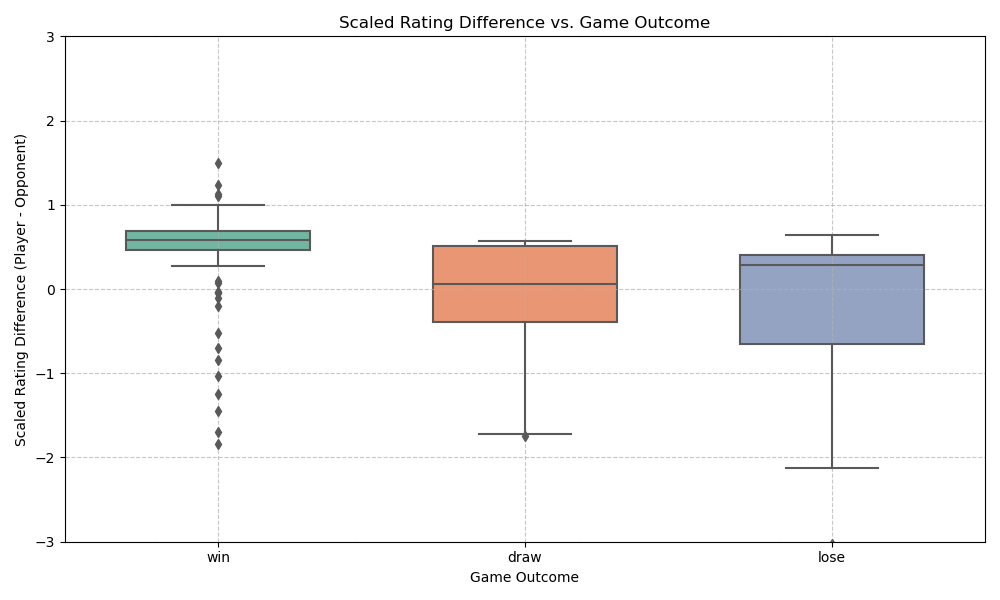 Scaled Rating Difference vs. Game Outcome
Scaled Rating Difference (Player - Opponent)
3
2
1
0
−1
−2
−3
win
draw
lose
Game Outcome